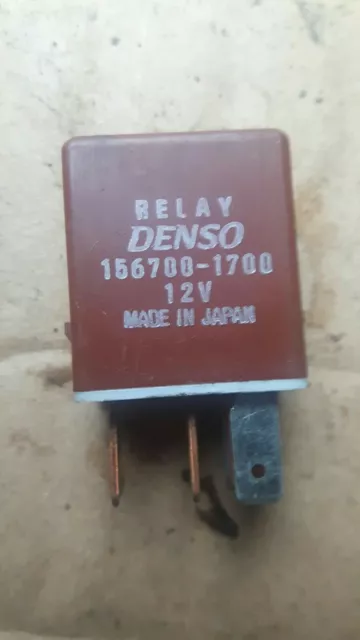 RELAY
DENSO
156700-1700
12V
MADE IN JAPAN